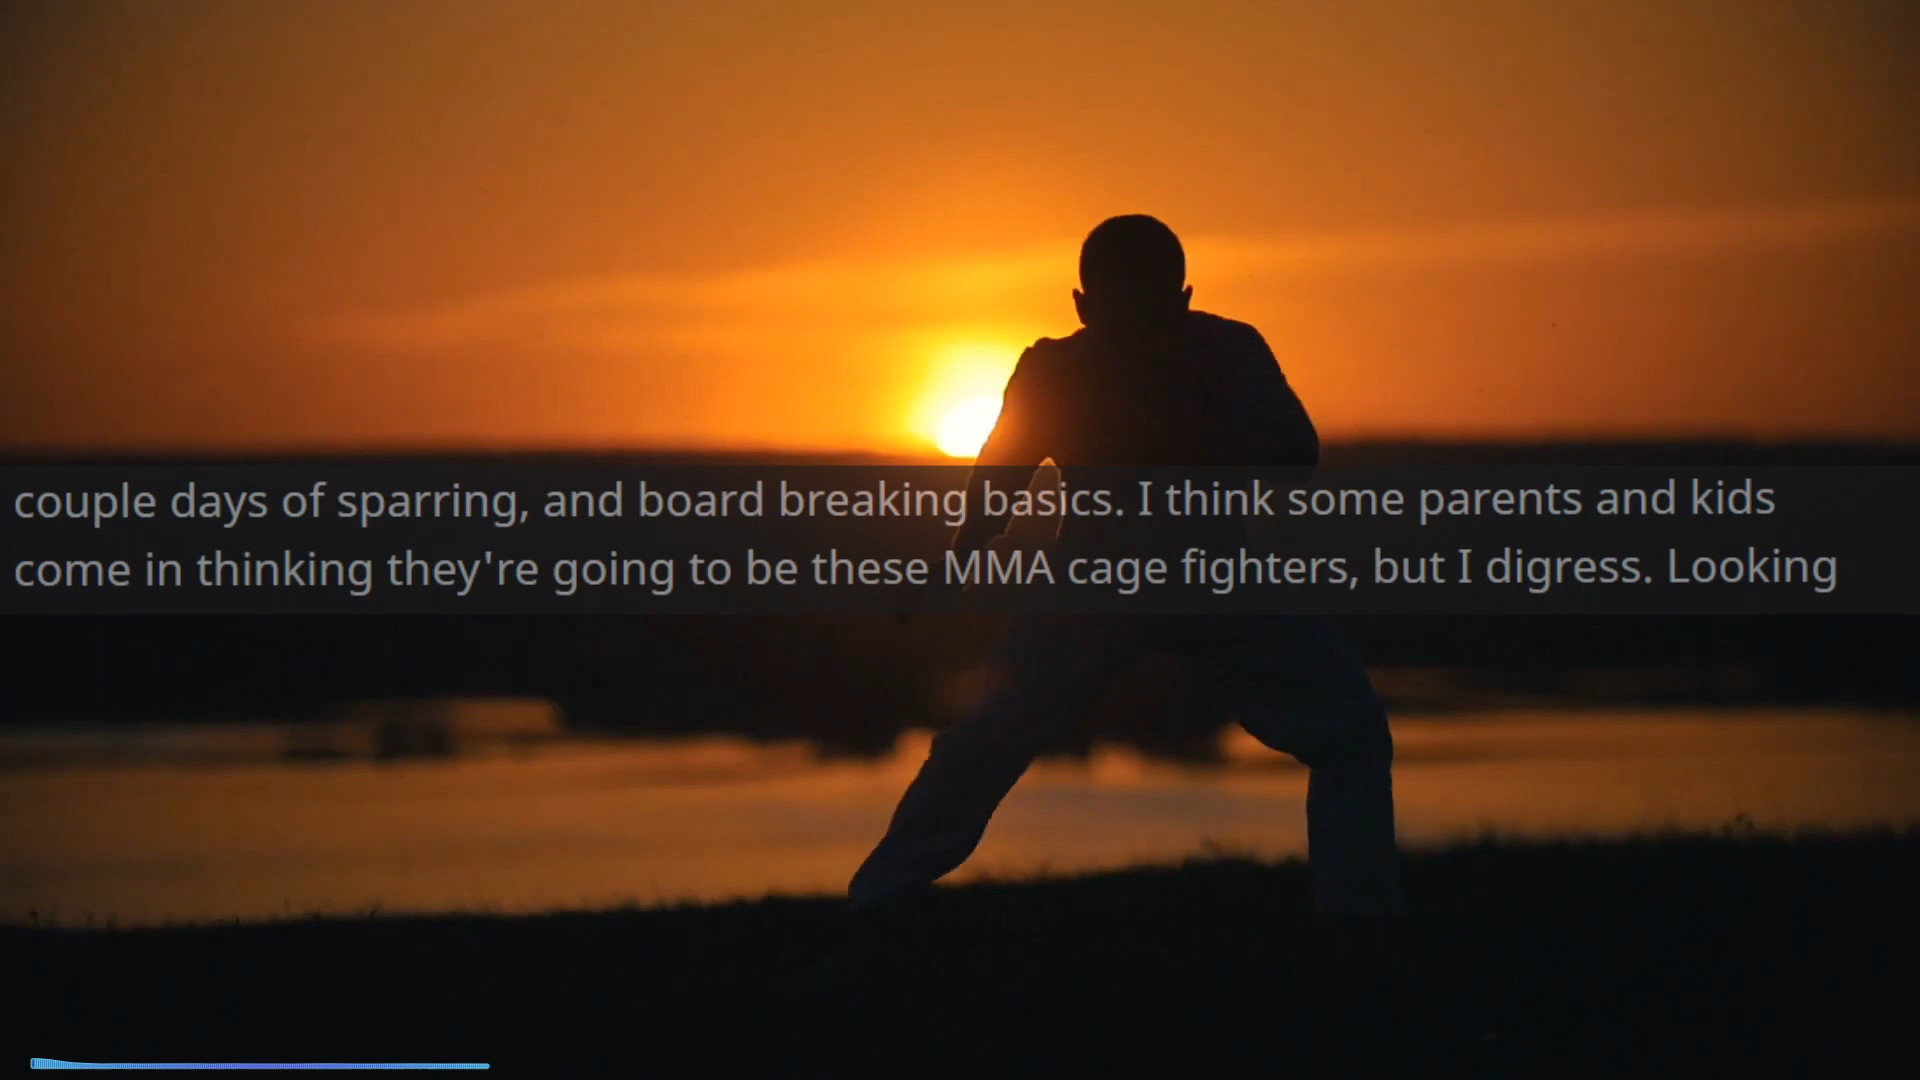 couple days of sparring, and board breaking basics. I think some parents and kids
come in thinking they're going to be these MMA cage fighters, but I digress. Looking